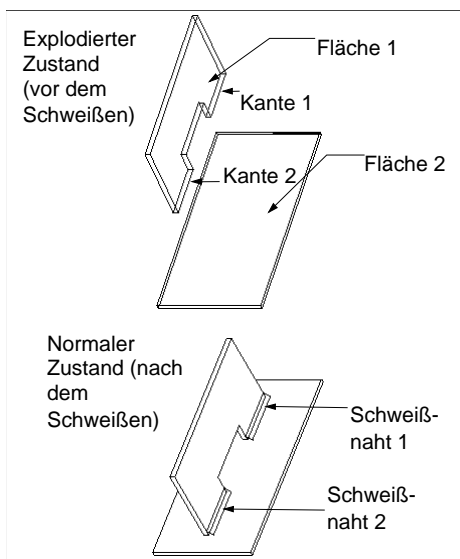 Explodierter
Zustand
(vor dem
Schweißen)
Fläche 1
Kante 1
Kante 2
Fläche 2
Normaler
Zustand (nach
dem
Schweißen)
Schweiß-
naht 1
Schweiß-
naht 2